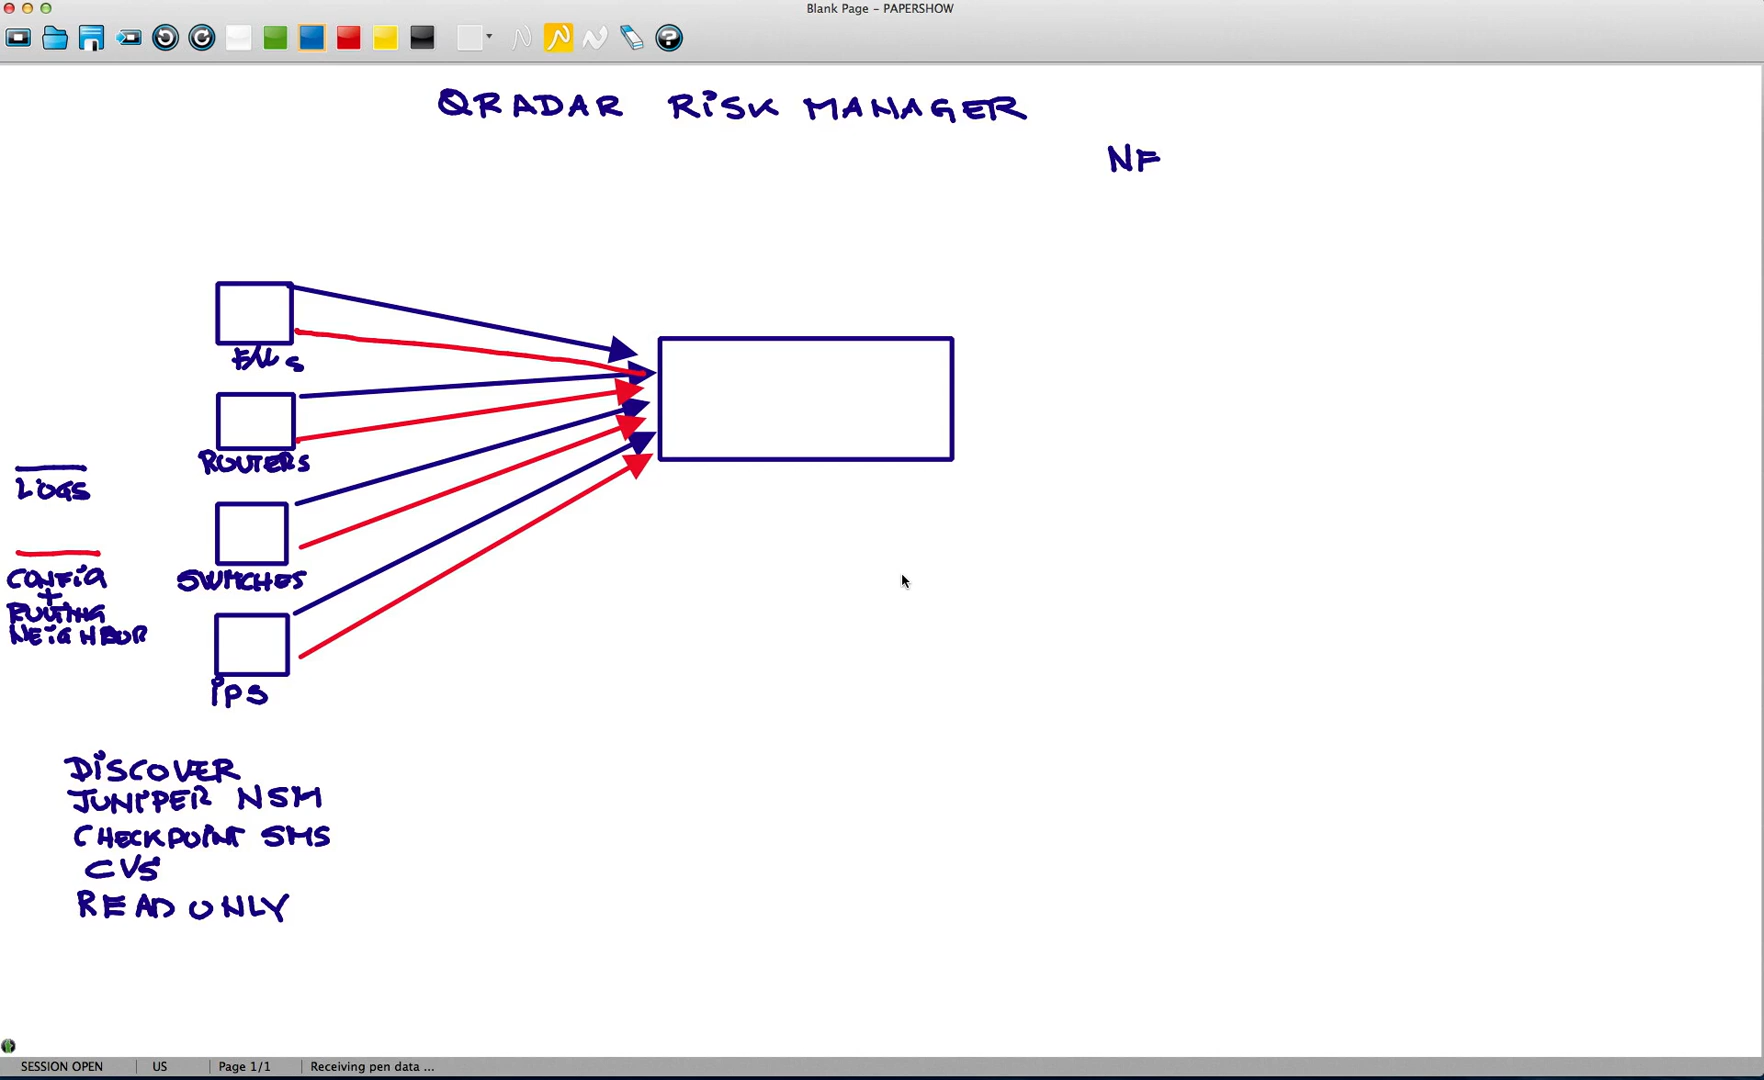 Blank Page - PAPERSHOW
QRADAR RiSK MANAGER
NF
ROUTERS
LOGS
CONFiG
+
ROUTING
NEiGHBOR
SWITCHES
iPS
DiSCOVER
JUNiPER NSM
CHECKPOiNT SMS
CVS
READ ONLY
SESSION OPEN
US
Page 1/1
Receiving pen data ...